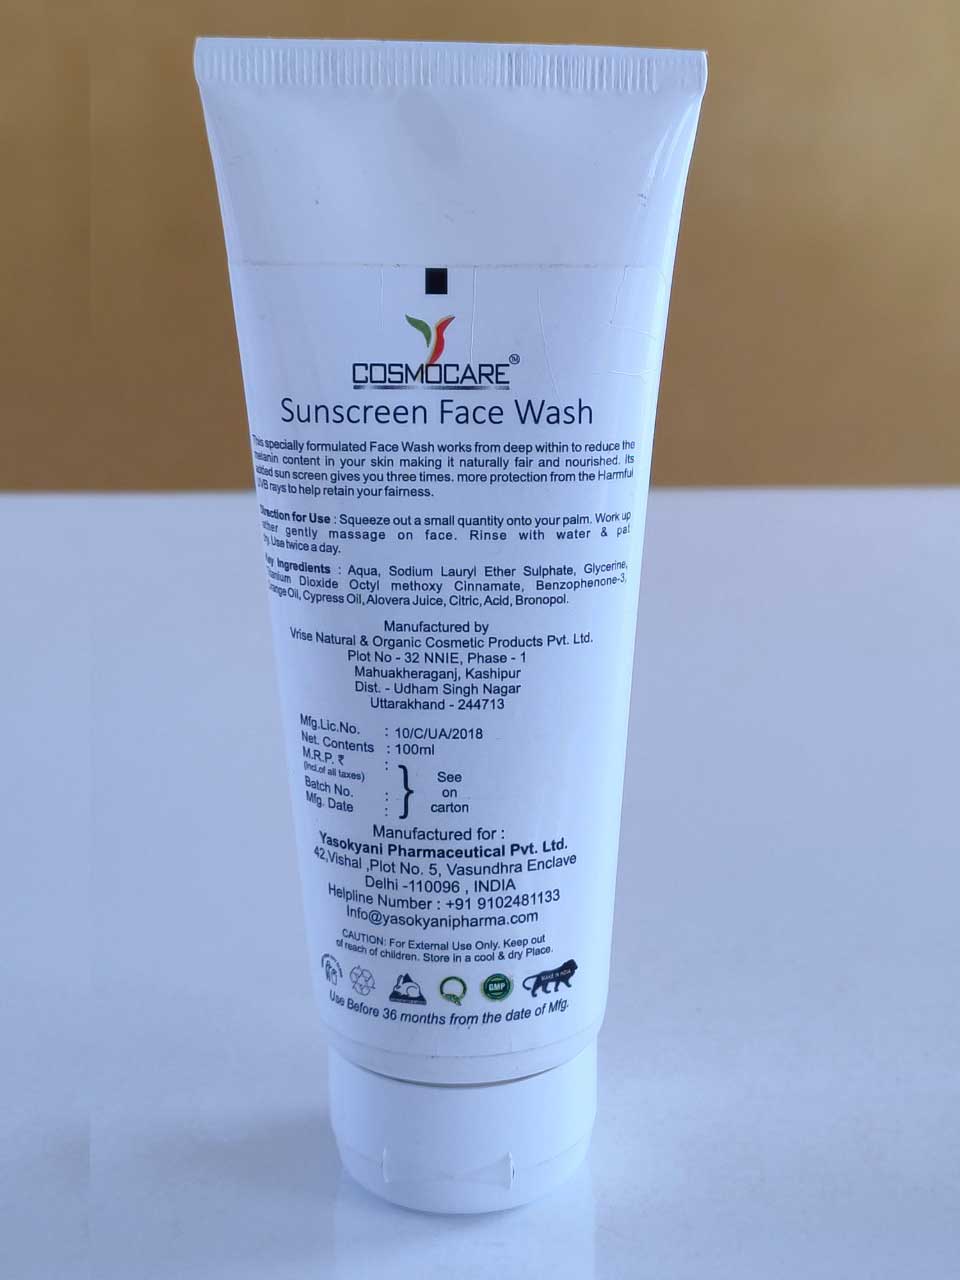 COSMOCARE TM
Sunscreen Face Wash
This specially formulated Face Wash works from deep within to reduce the
melanin content in your skin making it naturally fair and nourished. Its
added sun screen gives you three times. more protection from the Harmful
UVB rays to help retain your fairness.
Direction for Use : Squeeze out a small quantity onto your palm. Work up
lather gently massage on face. Rinse with water & pat
dry. Use twice a day.
Key Ingredients : Aqua, Sodium Lauryl Ether Sulphate, Glycerine,
Titanium Dioxide Octyl methoxy Cinnamate, Benzophenone-3,
Orange Oil, Cypress Oil, Alovera Juice, Citric, Acid, Bronopol.
Manufactured by
Vrise Natural & Organic Cosmetic Products Pvt. Ltd.
Plot No - 32 NNIE, Phase - 1
Mahuakheraganj, Kashipur
Dist. - Udham Singh Nagar
Uttarakhand - 244713
Mfg.Lic.No. : 10/C/UA/2018
Net. Contents : 100ml
M.R.P. ₹ :
(incl.of all taxes) See
Batch No. : on
Mfg. Date : carton
Manufactured for :
Yasokyani Pharmaceutical Pvt. Ltd.
42,Vishal ,Plot No. 5, Vasundhra Enclave
Delhi -110096 , INDIA
Helpline Number : +91 9102481133
Info@yasokyanipharma.com
CAUTION: For External Use Only. Keep out
of reach of children. Store in a cool & dry Place.
GMP MAKE IN INDIA
Use Before 36 months from the date of Mfg.